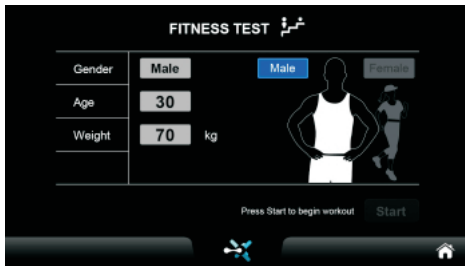 FITNESS TEST
Gender Male Male Female
Age 30
Weight 70 kg
Press Start to begin workout Start